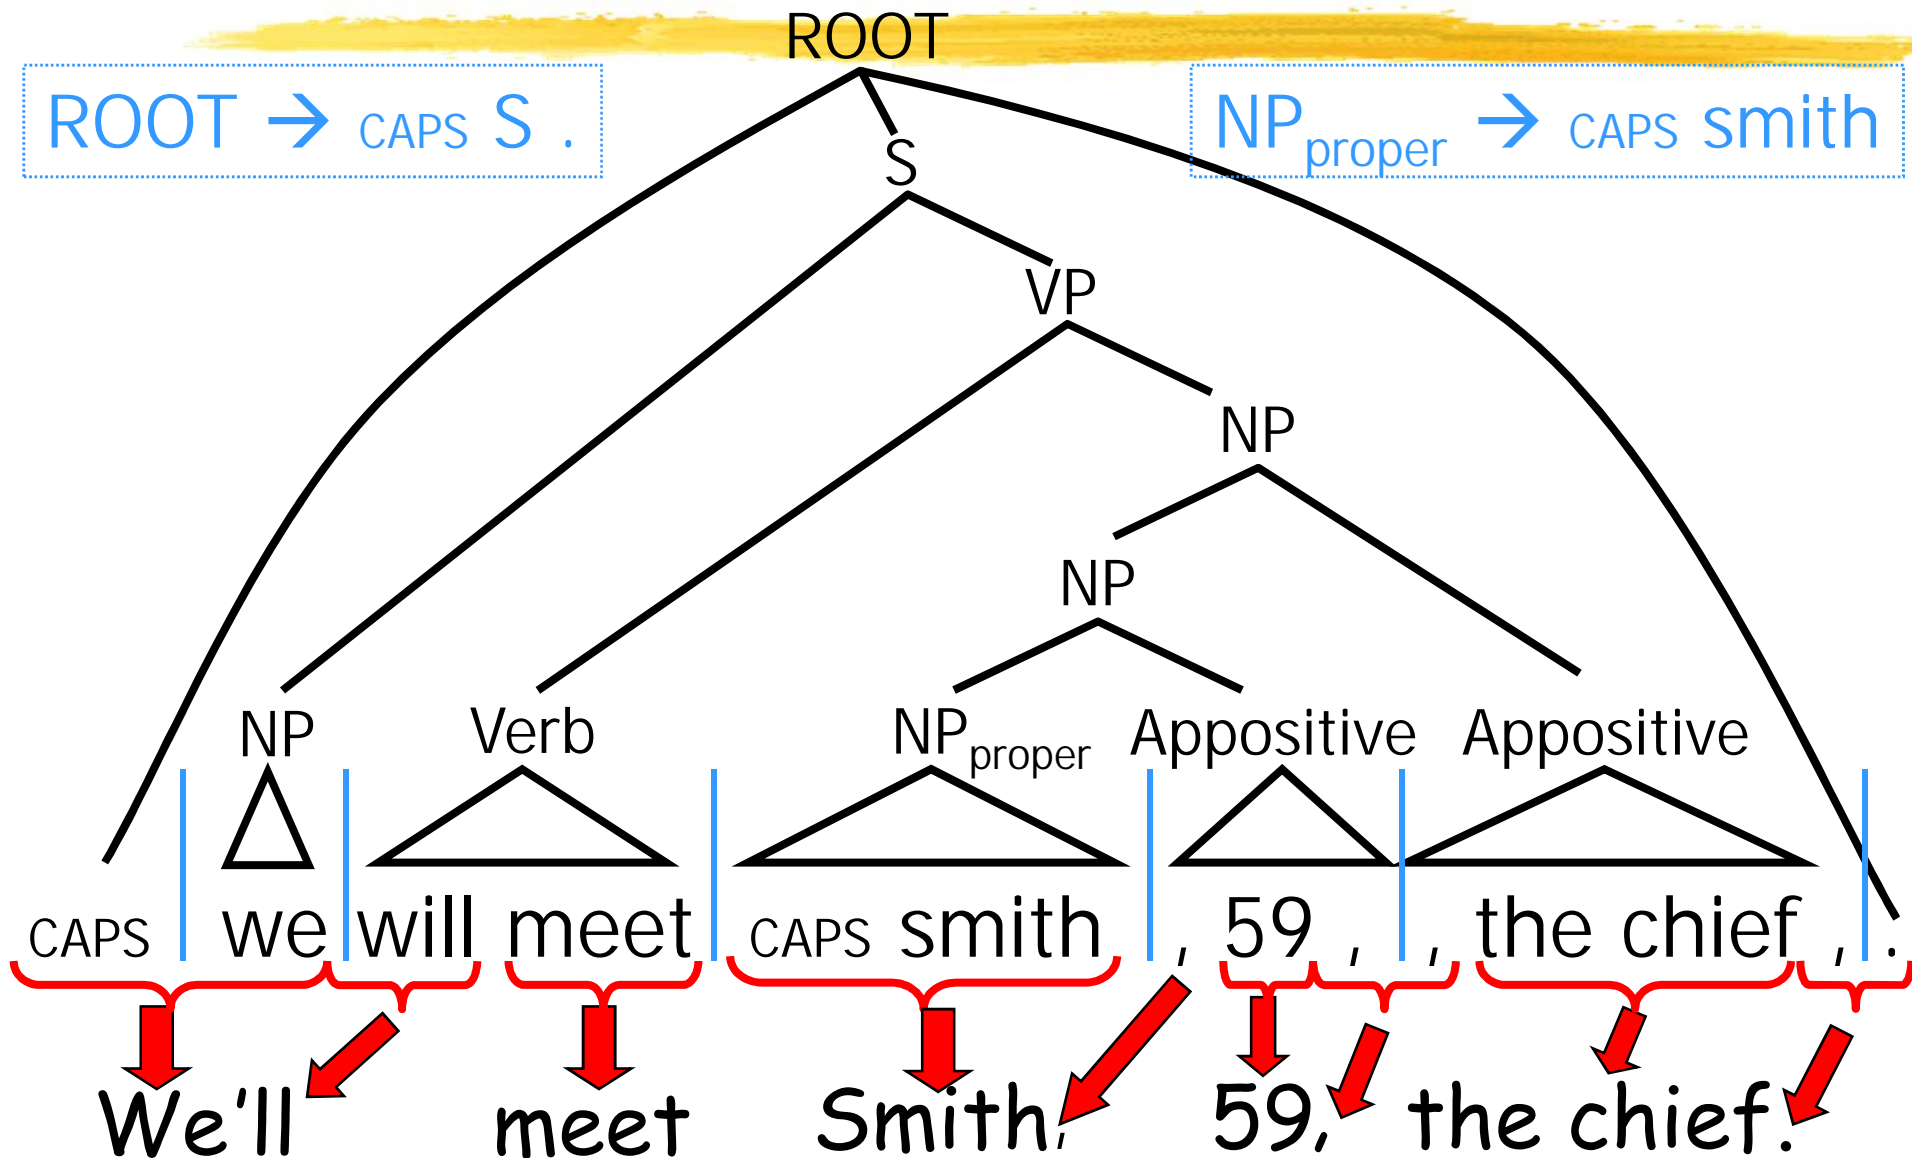 ROOT
ROOT → CAPS S .
NPproper → CAPS smith
S
VP
NP
NP
NP Verb NPproper Appositive Appositive
CAPS we will meet CAPS smith , 59 , , the chief , .
We'll meet Smith, 59, the chief.